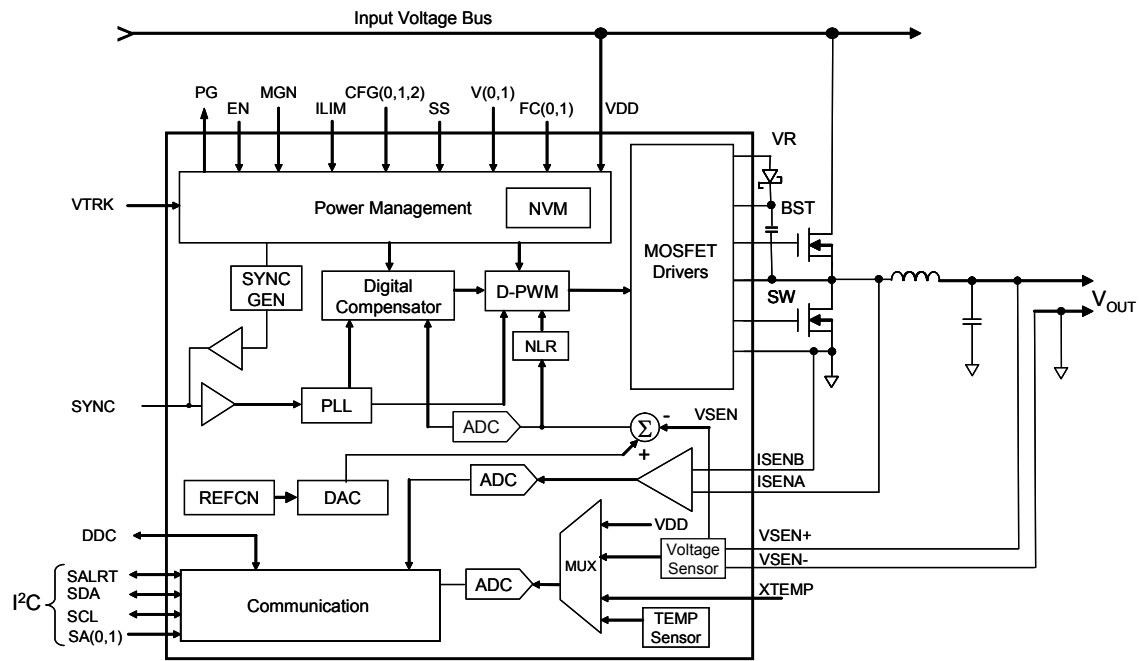 Input Voltage Bus
PG
EN
MGN
ILIM
CFG(0,1,2)
SS
V(0,1)
FC(0,1)
VDD
VR
VTRK
Power Management
NVM
BST
MOSFET
Drivers
SYNC
GEN
Digital
Compensator
D-PWM
SW
VOUT
NLR
SYNC
PLL
ADC
Σ
-
+
VSEN
ISENB
ISENA
REFCN
DAC
ADC
DDC
VDD
MUX
Voltage
Sensor
VSEN+
VSEN-
I²C
SALRT
SDA
SCL
SA(0,1)
Communication
ADC
XTEMP
TEMP
Sensor